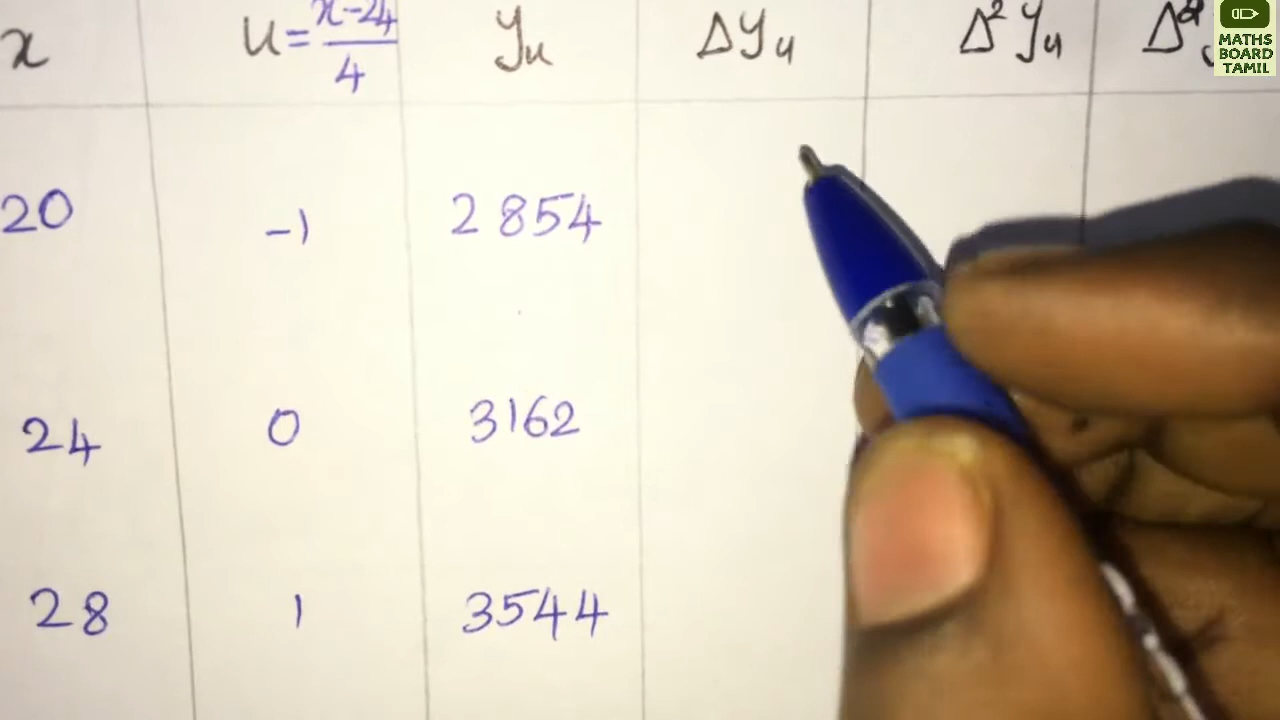 x u = x-24/4 yu Δyu Δ²yu
20 -1 2854
24 0 3162
28 1 3544
MATHS
BOARD
TAMIL